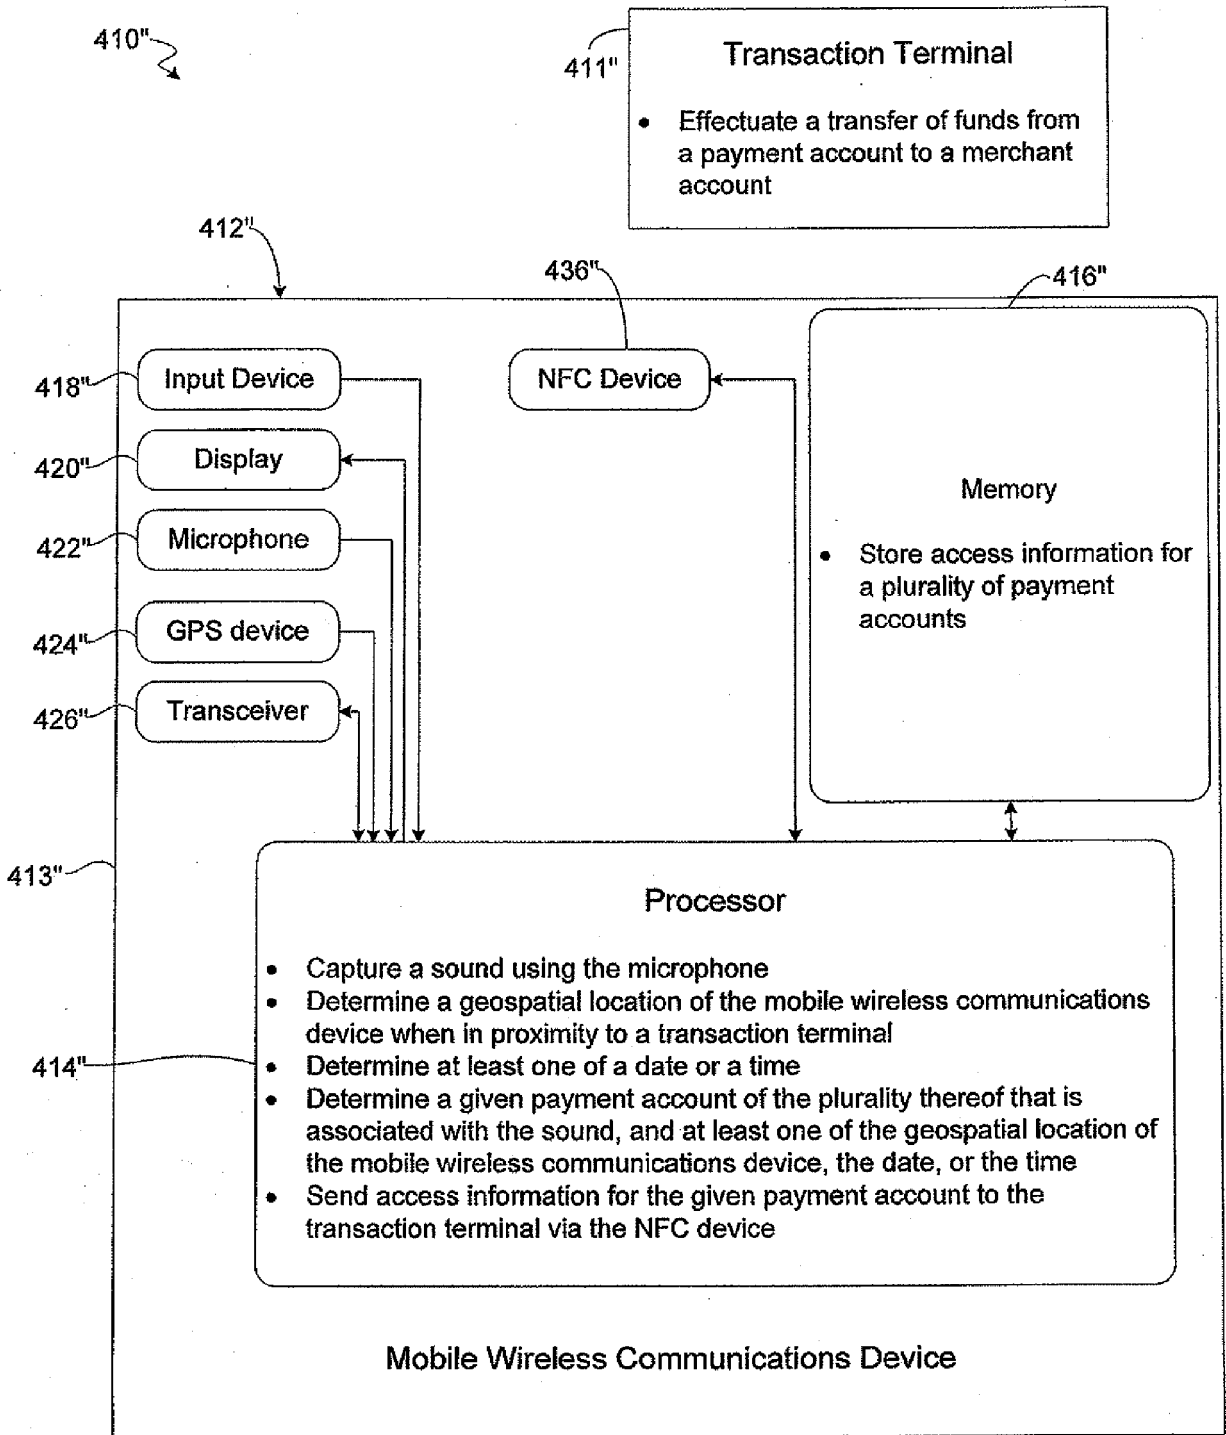 410"
411"
Transaction Terminal
• Effectuate a transfer of funds from
a payment account to a merchant
account
412"
436"
416"
418"
Input Device
NFC Device
420"
Display
422"
Microphone
424"
GPS device
426"
Transceiver
Memory
• Store access information for
a plurality of payment
accounts
413"
Processor
• Capture a sound using the microphone
• Determine a geospatial location of the mobile wireless communications
device when in proximity to a transaction terminal
• Determine at least one of a date or a time
• Determine a given payment account of the plurality thereof that is
associated with the sound, and at least one of the geospatial location of
the mobile wireless communications device, the date, or the time
• Send access information for the given payment account to the
transaction terminal via the NFC device
414"
Mobile Wireless Communications Device